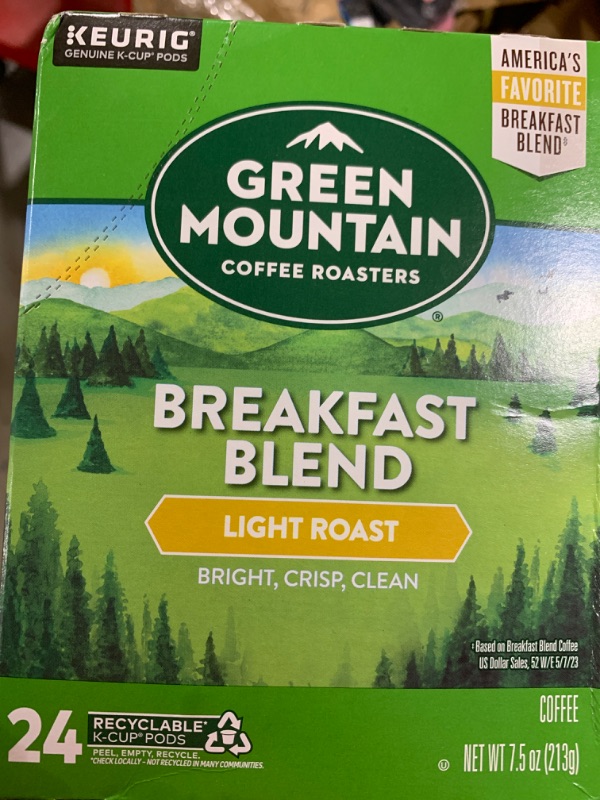 KEURIG®
GENUINE K-CUP® PODS
AMERICA'S
FAVORITE
BREAKFAST
BLEND‡
GREEN
MOUNTAIN
COFFEE ROASTERS
®
BREAKFAST
BLEND
LIGHT ROAST
BRIGHT, CRISP, CLEAN
‡Based on Breakfast Blend Coffee
US Dollar Sales, 52 W/E 5/7/23
24
RECYCLABLE*
K-CUP® PODS
PEEL, EMPTY, RECYCLE.
*CHECK LOCALLY – NOT RECYCLED IN MANY COMMUNITIES.
COFFEE
U NET WT 7.5 oz (213g)